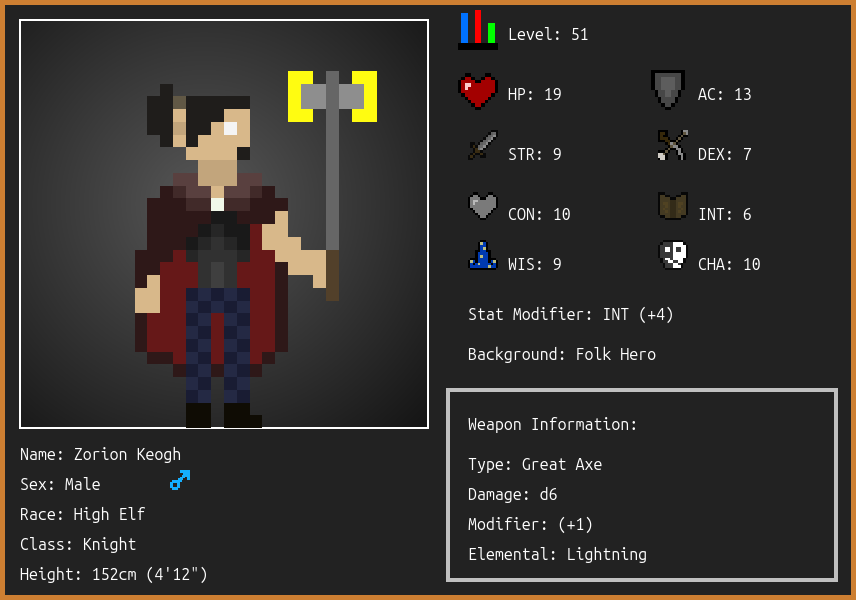 Level: 51
HP: 19
AC: 13
STR: 9
DEX: 7
CON: 10
INT: 6
WIS: 9
CHA: 10
Stat Modifier: INT (+4)
Background: Folk Hero
Weapon Information:
Type: Great Axe
Damage: d6
Modifier: (+1)
Elemental: Lightning
Name: Zorion Keogh
Sex: Male
Race: High Elf
Class: Knight
Height: 152cm (4'12")